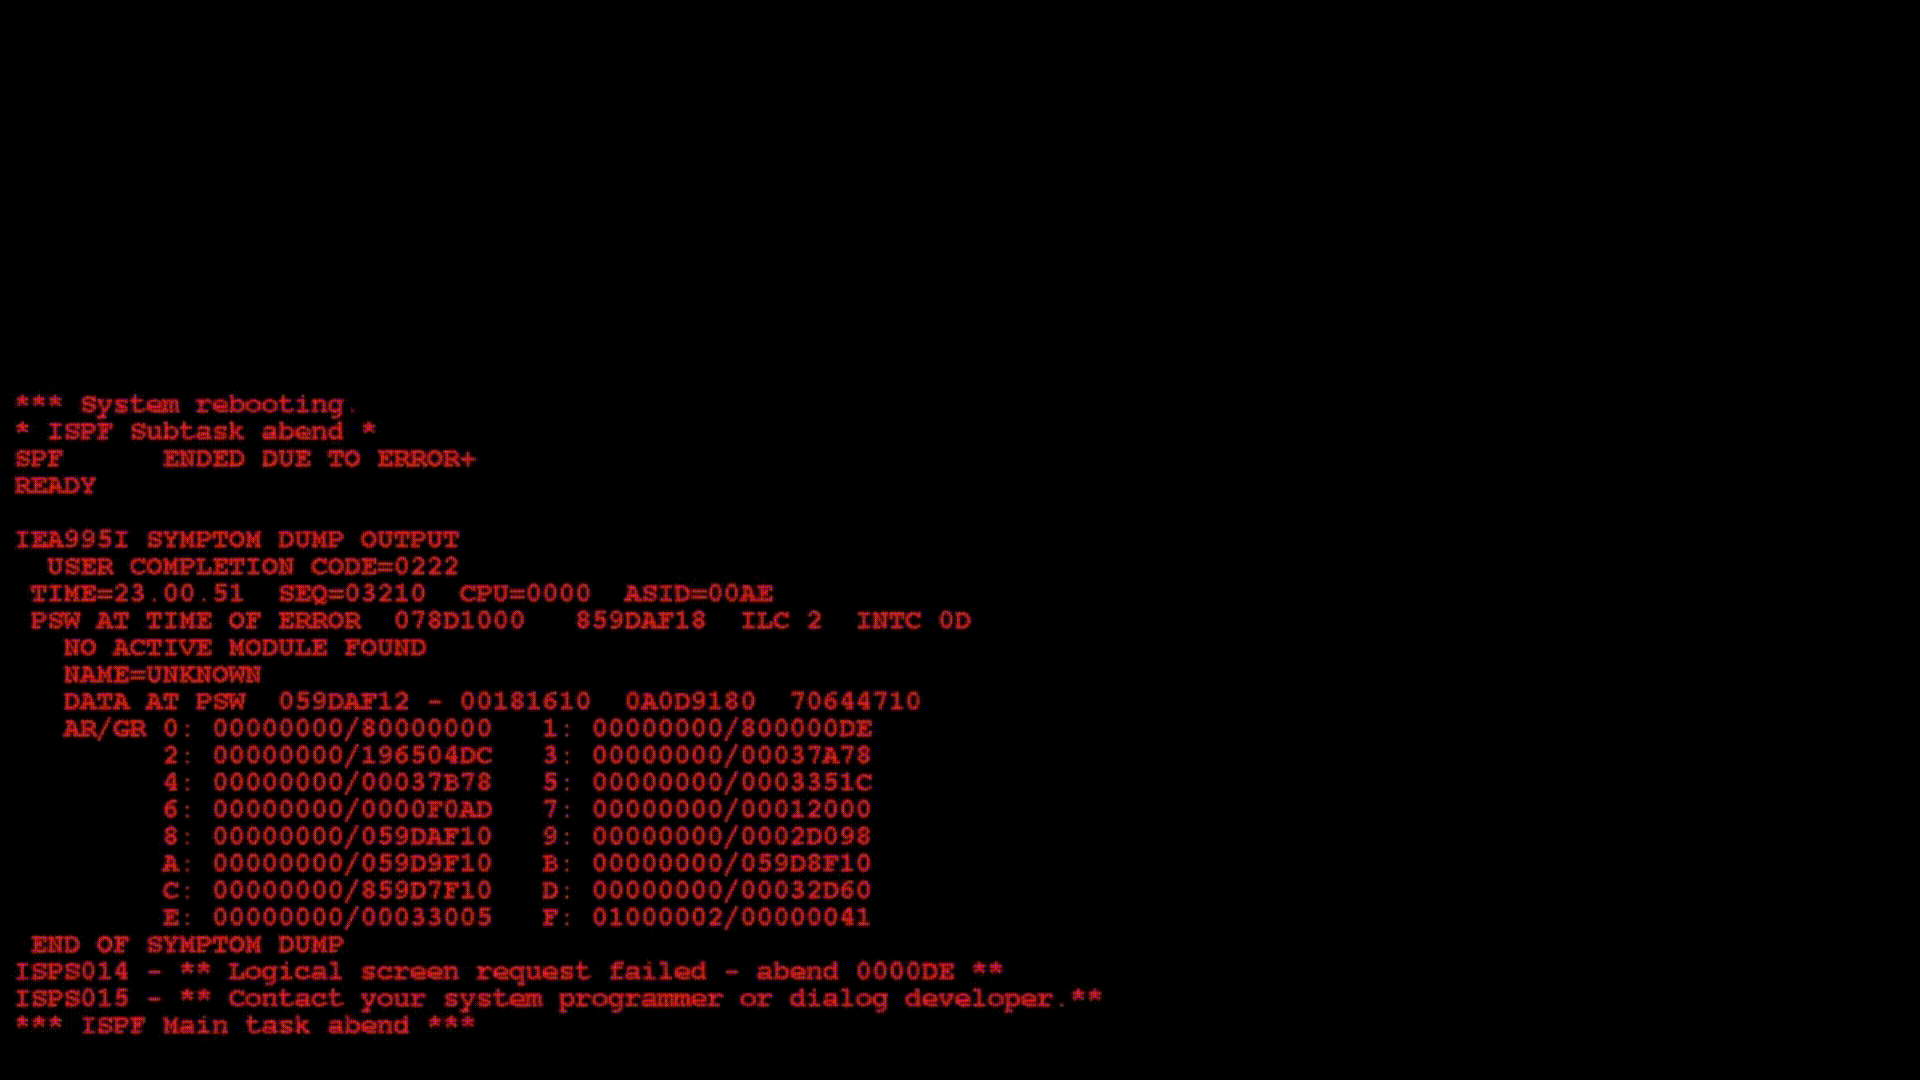 *** System rebooting.
* ISPF Subtask abend *
SPF      ENDED DUE TO ERROR+
READY
IEA995I SYMPTOM DUMP OUTPUT
  USER COMPLETION CODE=0222
 TIME=23.00.51  SEQ=03210  CPU=0000  ASID=00AE
 PSW AT TIME OF ERROR  078D1000   859DAF18  ILC 2  INTC 0D
   NO ACTIVE MODULE FOUND
   NAME=UNKNOWN
   DATA AT PSW  059DAF12 - 00181610  0A0D9180  70644710
   AR/GR 0: 00000000/80000000   1: 00000000/800000DE
         2: 00000000/196504DC   3: 00000000/00037A78
         4: 00000000/00037B78   5: 00000000/0003351C
         6: 00000000/0000F0AD   7: 00000000/00012000
         8: 00000000/059DAF10   9: 00000000/0002D098
         A: 00000000/059D9F10   B: 00000000/059D8F10
         C: 00000000/859D7F10   D: 00000000/00032D60
         E: 00000000/00033005   F: 01000002/00000041
 END OF SYMPTOM DUMP
ISPS014 - ** Logical screen request failed - abend 0000DE **
ISPS015 - ** Contact your system programmer or dialog developer.**
*** ISPF Main task abend ***